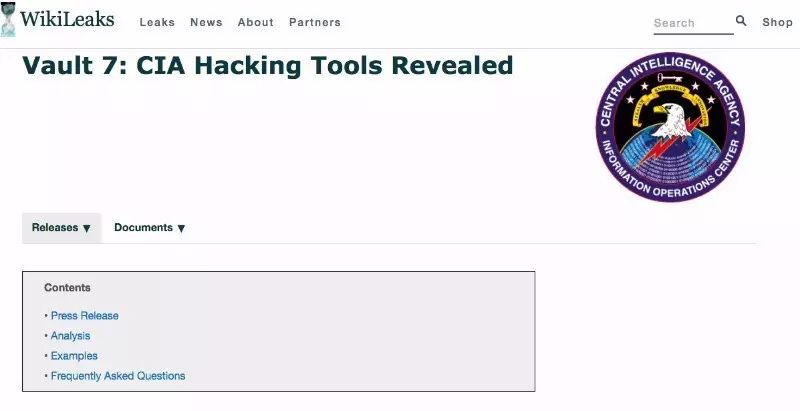 WikiLeaks Leaks News About Partners Search Shop
Vault 7: CIA Hacking Tools Revealed
CENTRAL INTELLIGENCE AGENCY
INFORMATION OPERATIONS CENTER
Releases ▼ Documents ▼
Contents
• Press Release
• Analysis
• Examples
• Frequently Asked Questions